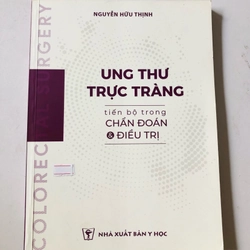 NGUYỄN HỮU THỊNH
UNG THƯ
TRỰC TRÀNG
tiến bộ trong
CHẨN ĐOÁN
& ĐIỀU TRỊ
NHÀ XUẤT BẢN Y HỌC
COLOREC AL SURGERY